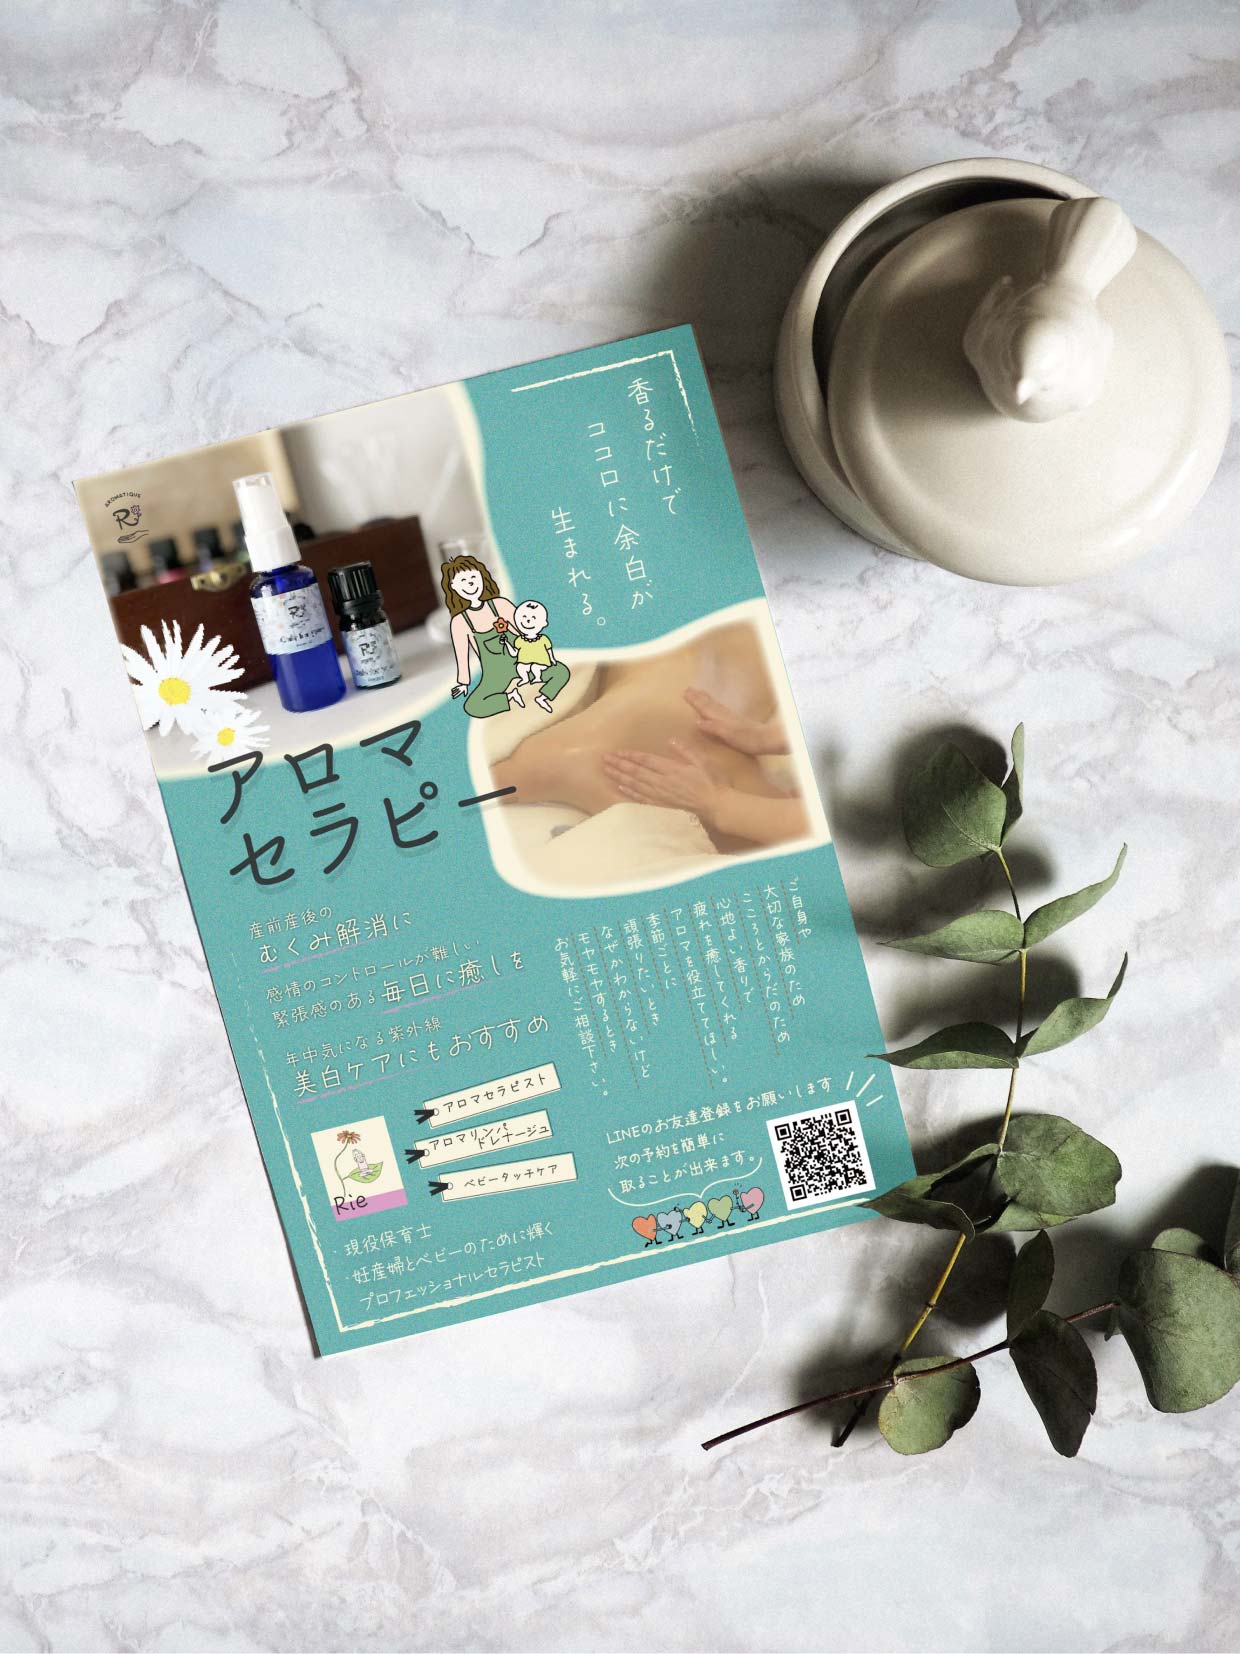 AROMATIQUE
R
香るだけで
ココロに余白が
生まれる。
アロマ
セラピー
産前産後の
むくみ解消に
感情のコントロールが難しい
緊張感のある毎日に癒しを
年中気になる紫外線
美白ケアにもおすすめ
ご自身や
大切な家族のため
こころとからだのため
心地よい香りで
疲れを癒してくれる
アロマを役立ててほしい。
季節ごとに
頑張りたいとき
なぜかわからないけど
モヤモヤするとき
お気軽にご相談下さい。
アロマセラピスト
アロマリンパ
ドレナージュ
ベビータッチケア
Rie
・現役保育士
・妊産婦とベビーのために輝く
プロフェッショナルセラピスト
LINEのお友達登録をお願いします
次の予約を簡単に
取ることが出来ます。